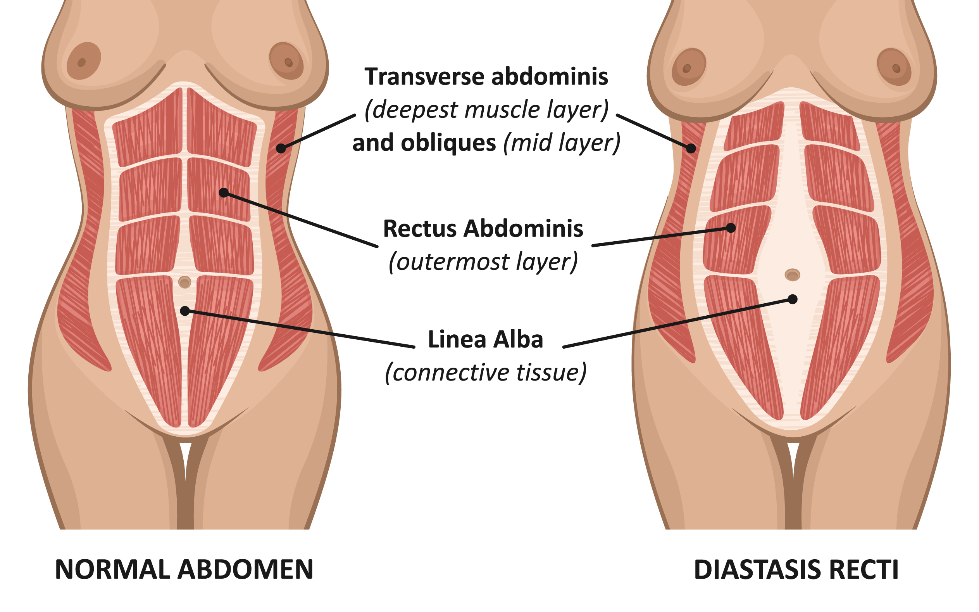 Transverse abdominis
(deepest muscle layer)
and obliques (mid layer)
Rectus Abdominis
(outermost layer)
Linea Alba
(connective tissue)
NORMAL ABDOMEN
DIASTASIS RECTI